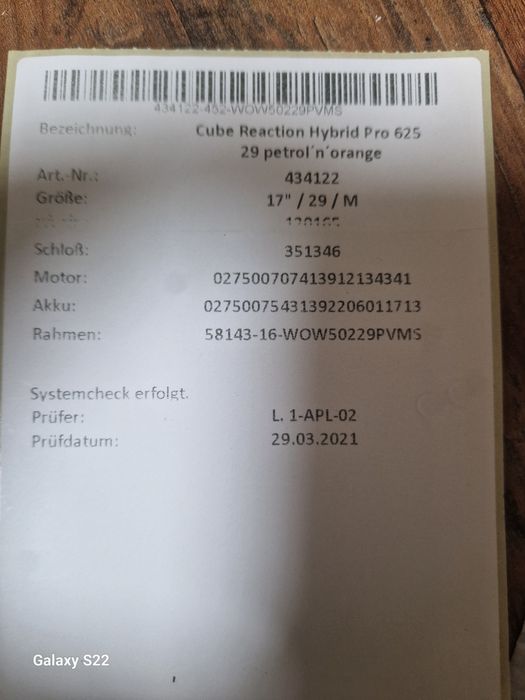 434122-452-WOW50229PVMS
Bezeichnung: Cube Reaction Hybrid Pro 625
29 petrol´n´orange
Art.-Nr.: 434122
Größe: 17" / 29 / M
Schloß: 351346
Motor: 027500707413912134341
Akku: 02750075431392206011713
Rahmen: 58143-16-WOW50229PVMS
Systemcheck erfolgt.
Prüfer: L. 1-APL-02
Prüfdatum: 29.03.2021
Galaxy S22